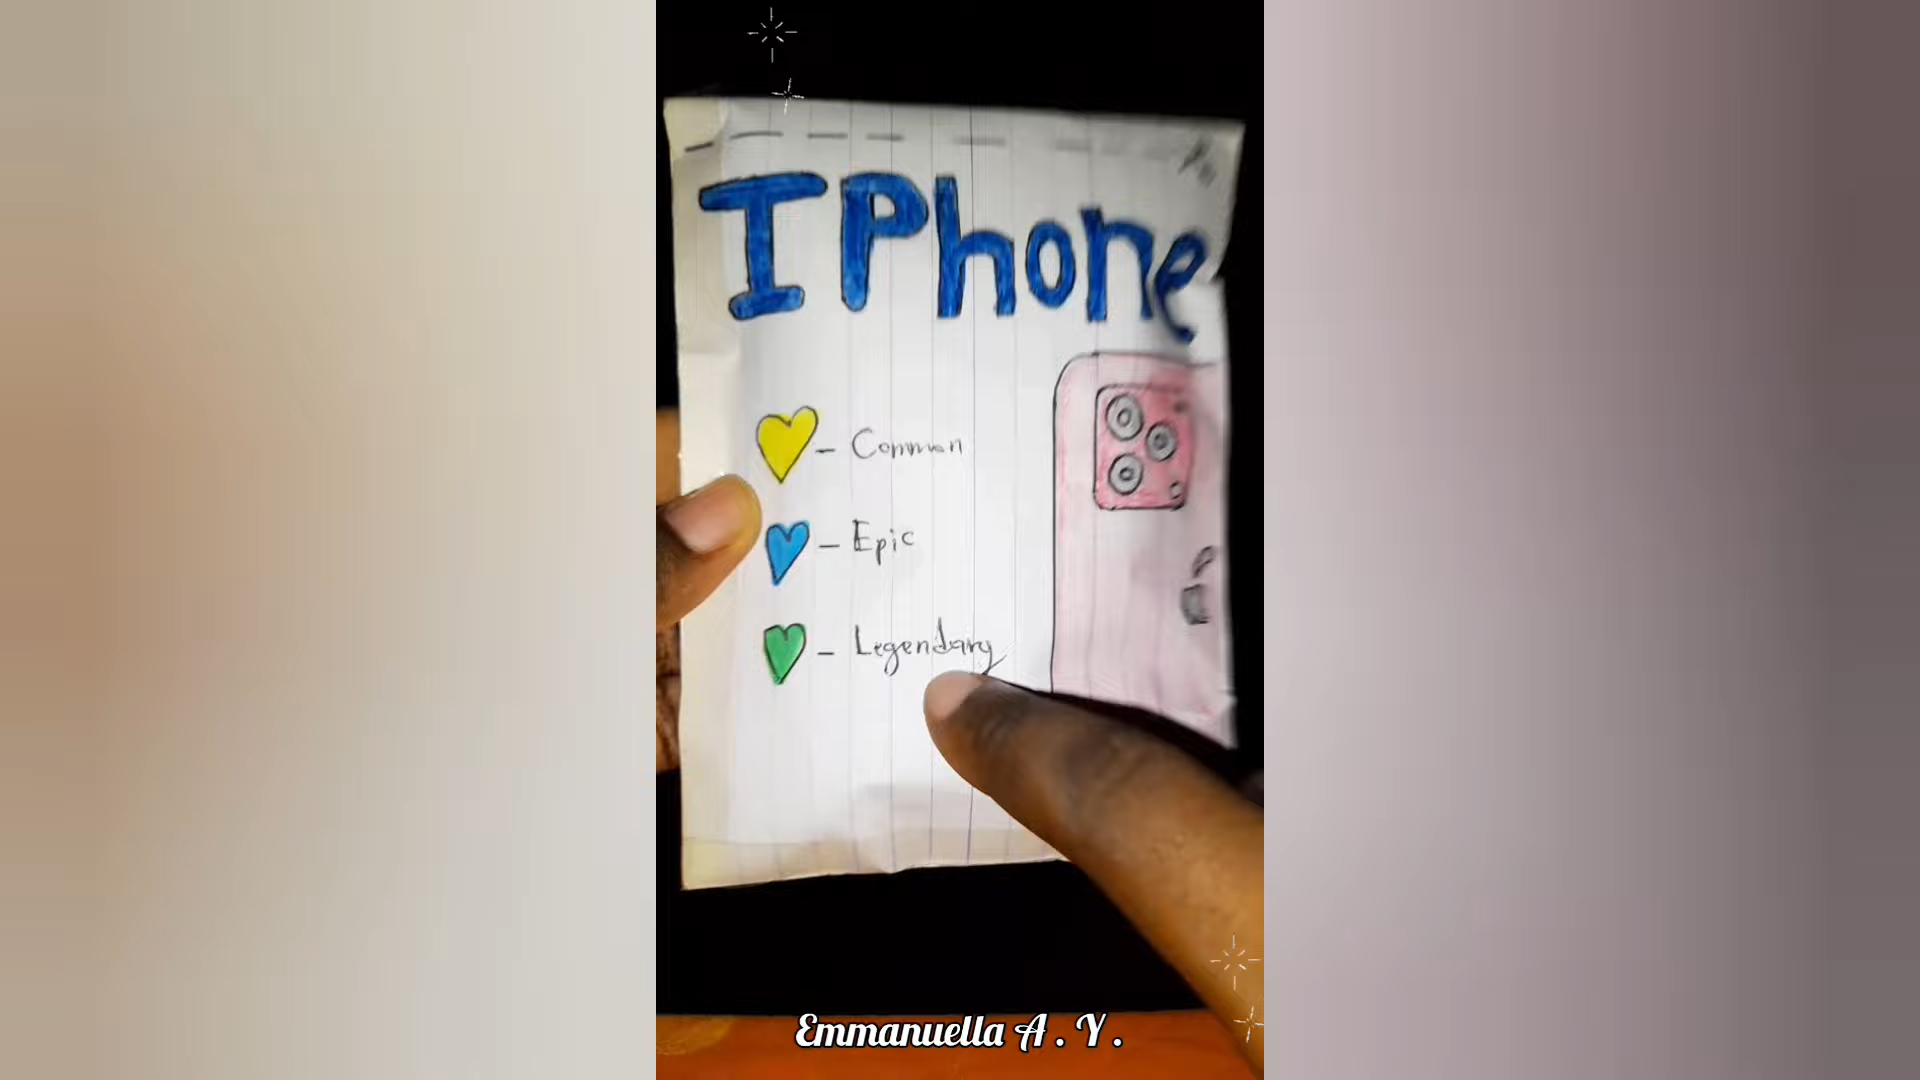 IPhone
- Common
- Epic
- Legendary
Emmanuella A. Y.